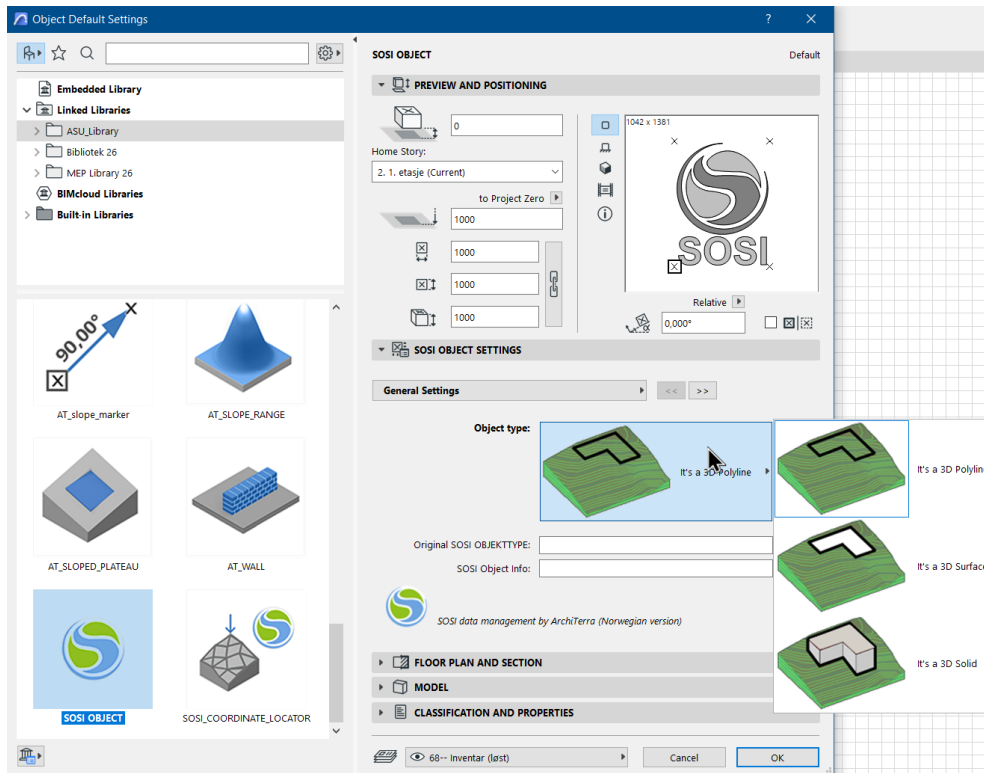 Object Default Settings
?
Embedded Library
Linked Libraries
ASU_Library
Bibliotek 26
MEP Library 26
BIMcloud Libraries
Built-in Libraries
90,00°
X
X
AT_slope_marker
AT_SLOPE_RANGE
AT_SLOPED_PLATEAU
AT_WALL
SOSI OBJECT
SOSI_COORDINATE_LOCATOR
SOSI OBJECT
Default
PREVIEW AND POSITIONING
0
Home Story:
2. 1. etasje (Current)
to Project Zero
1000
1000
1000
1000
1042 x 1381
SOSI
Relative
0,000°
SOSI OBJECT SETTINGS
General Settings
<<
>>
Object type:
It's a 3D Polyline
It's a 3D Polyline
It's a 3D Surface
It's a 3D Solid
Original SOSI OBJEKTTYPE:
SOSI Object Info:
SOSI data management by ArchiTerra (Norwegian version)
FLOOR PLAN AND SECTION
MODEL
CLASSIFICATION AND PROPERTIES
68-- Inventar (løst)
Cancel
OK